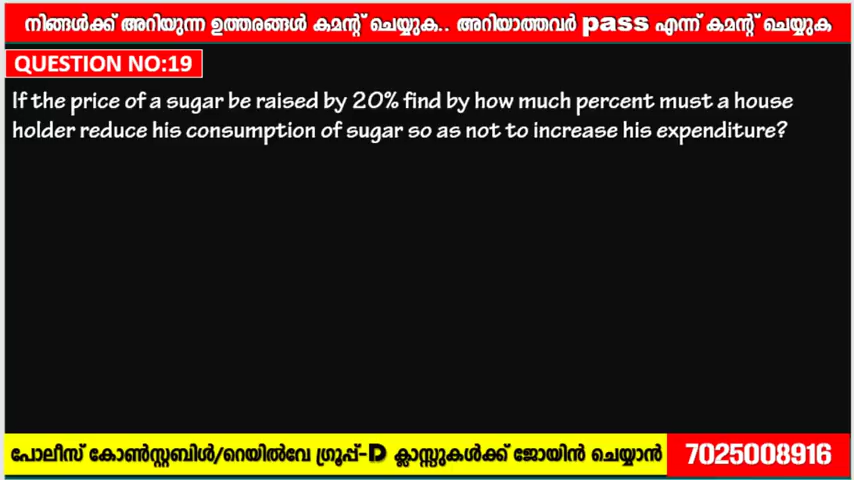 നിങ്ങൾക്ക് അറിയുന്ന ഉത്തരങ്ങൾ കമന്റ് ചെയ്യുക.. അറിയാത്തവർ pass എന്ന് കമന്റ് ചെയ്യുക
QUESTION NO:19
If the price of a sugar be raised by 20% find by how much percent must a house
holder reduce his consumption of sugar so as not to increase his expenditure?
പോലീസ് കോൺസ്റ്റബിൾ/റെയിൽവേ ഗ്രൂപ്പ്-D ക്ലാസ്സുകൾക്ക് ജോയിൻ ചെയ്യാൻ 7025008916